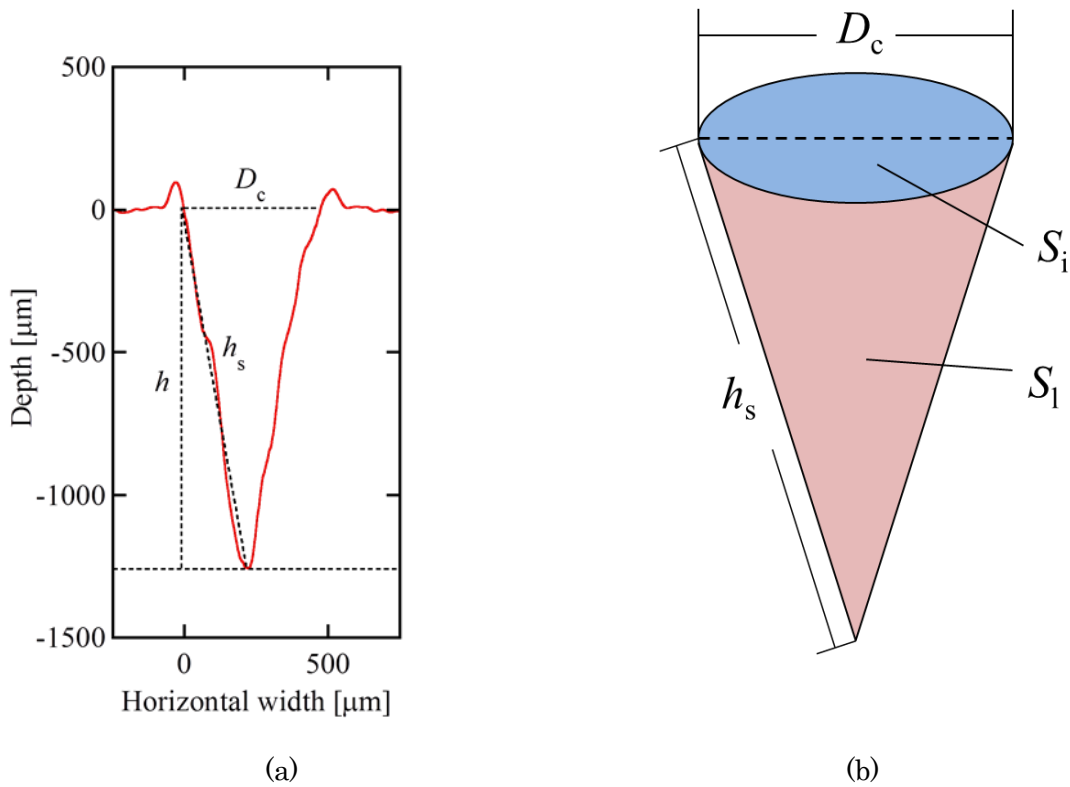 500
0
-500
-1000
-1500
Depth [μm]
D_c
h_s
h
0 500
Horizontal width [μm]
(a)
D_c
S_i
S_l
h_s
(b)